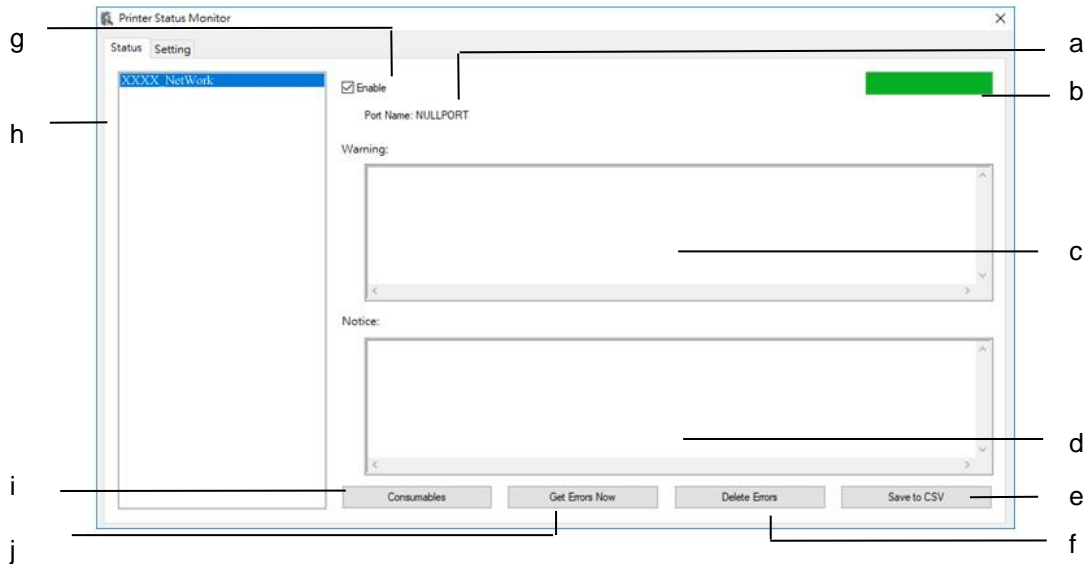 Printer Status Monitor
g
a
Status Setting
XXXX_NetWork
Enable
b
Port Name: NULLPORT
h
Warning:
c
Notice:
d
i
Consumables
Get Errors Now
Delete Errors
Save to CSV
e
j
f